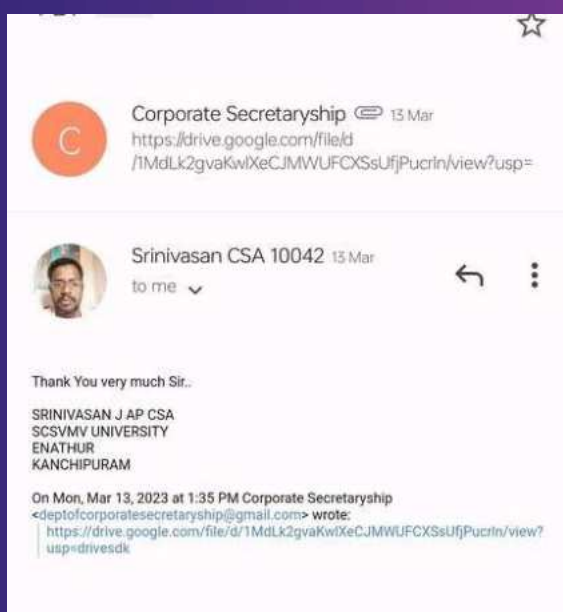 Corporate Secretaryship 13 Mar
https://drive.google.com/file/d
/1MdLk2gvaKwlXeCJMWUFCXSsUfjPucrln/view?usp=
C
Srinivasan CSA 10042 13 Mar
to me
Thank You very much Sir..
SRINIVASAN J AP CSA
SCSVMV UNIVERSITY
ENATHUR
KANCHIPURAM
On Mon, Mar 13, 2023 at 1:35 PM Corporate Secretaryship
<deptofcorporatesecretaryship@gmail.com> wrote:
https://drive.google.com/file/d/1MdLk2gvaKwlXeCJMWUFCXSsUfjPucrln/view?
usp=drivesdk